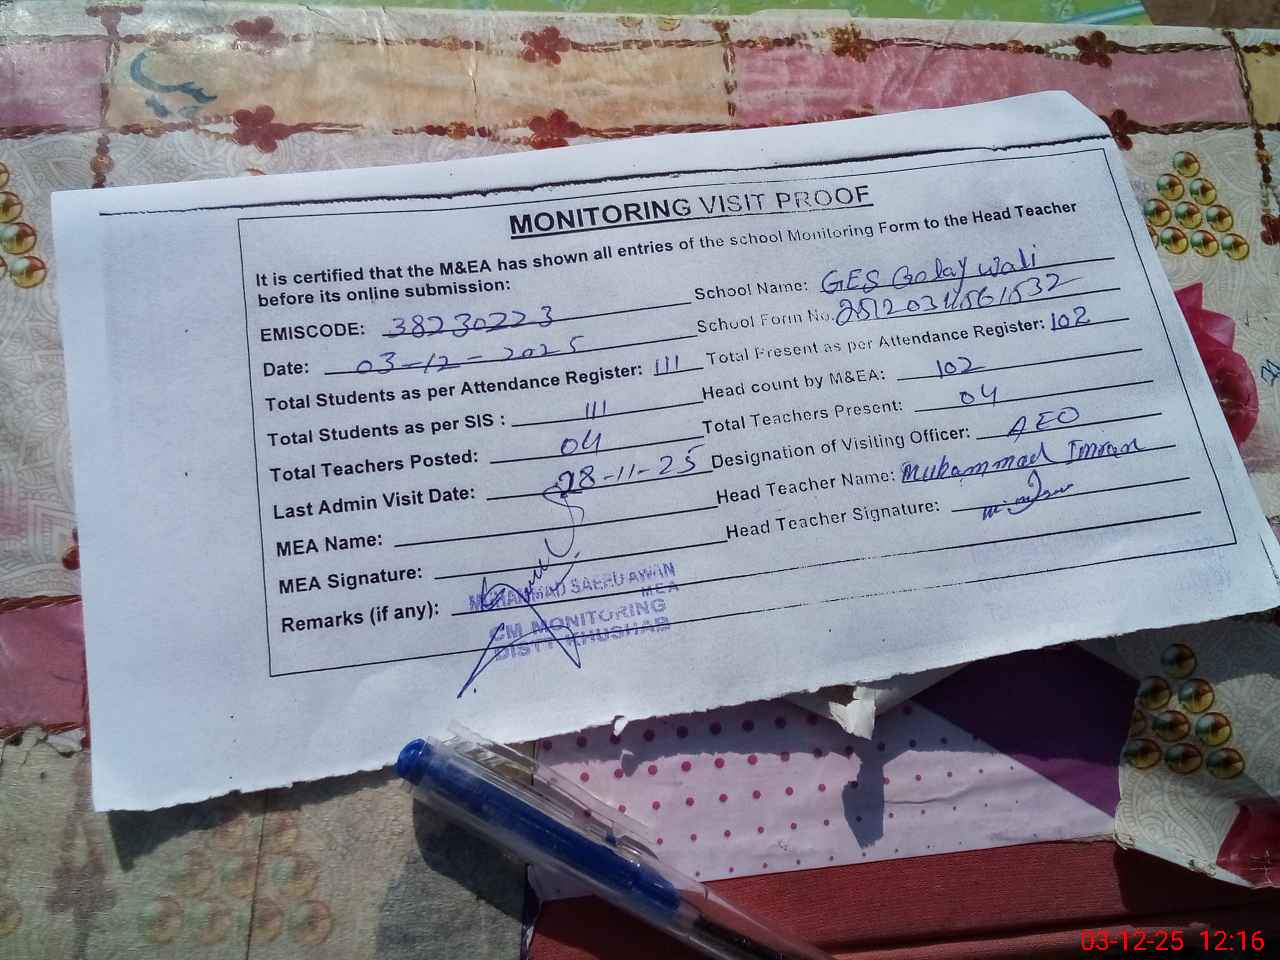 MONITORING VISIT PROOF
It is certified that the M&EA has shown all entries of the school Monitoring Form to the Head Teacher
before its online submission:
EMISCODE: 38230223 School Name: GES Golay wali
Date: 03-12-2025 School Form No.
Total Students as per Attendance Register: 111 Total Present as per Attendance Register: 102
Total Students as per SIS : 111 Head count by M&EA: 102
Total Teachers Posted: 04 Total Teachers Present: 04
Last Admin Visit Date: 28-11-25 Designation of Visiting Officer: AEO
MEA Name: Head Teacher Name: Muhammad Imran
MEA Signature: Head Teacher Signature:
Remarks (if any):
MUHAMMAD SAEED AWAN
MEA
CM MONITORING
DISTT KHUSHAB
03-12-25 12:16